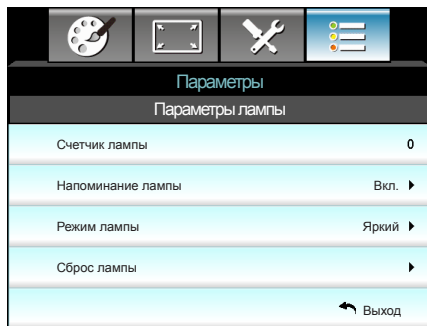 Параметры
Параметры лампы
Счетчик лампы 0
Напоминание лампы Вкл.
Режим лампы Яркий
Сброс лампы
Выход